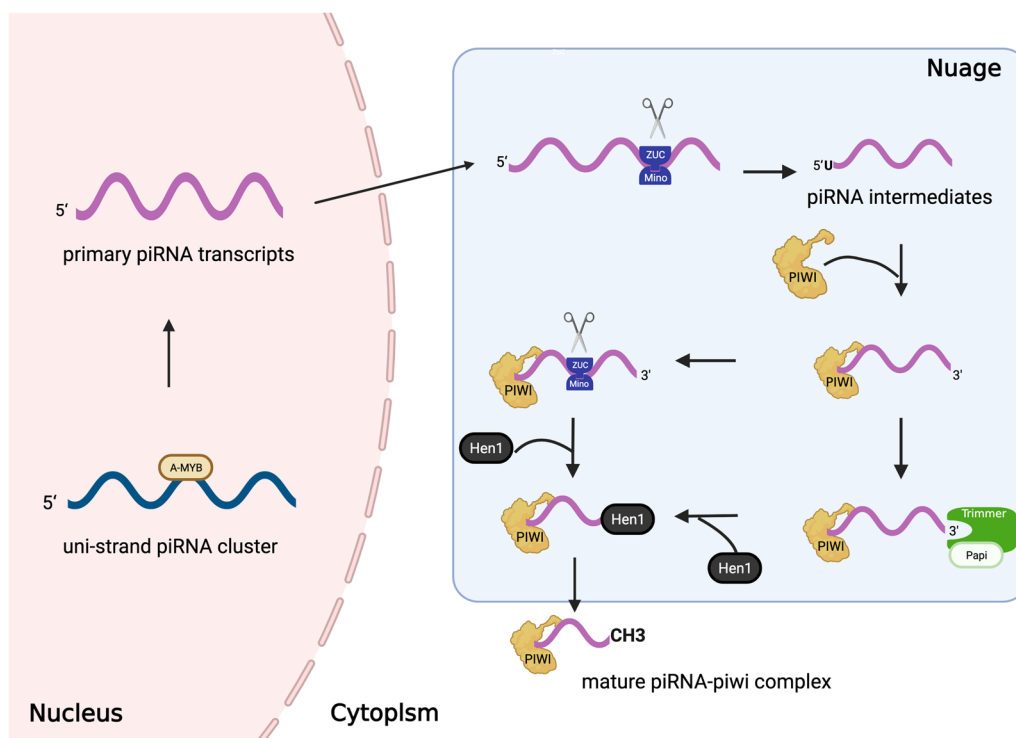 Nuage
5'
ZUC
Mino
5'U
piRNA intermediates
5'
primary piRNA transcripts
PIWI
ZUC
Mino
PIWI
3'
PIWI
3'
A-MYB
5'
uni-strand piRNA cluster
Hen1
PIWI
Hen1
Hen1
PIWI
3'
Trimmer
Papi
PIWI
CH3
mature piRNA-piwi complex
Nucleus
Cytoplsm